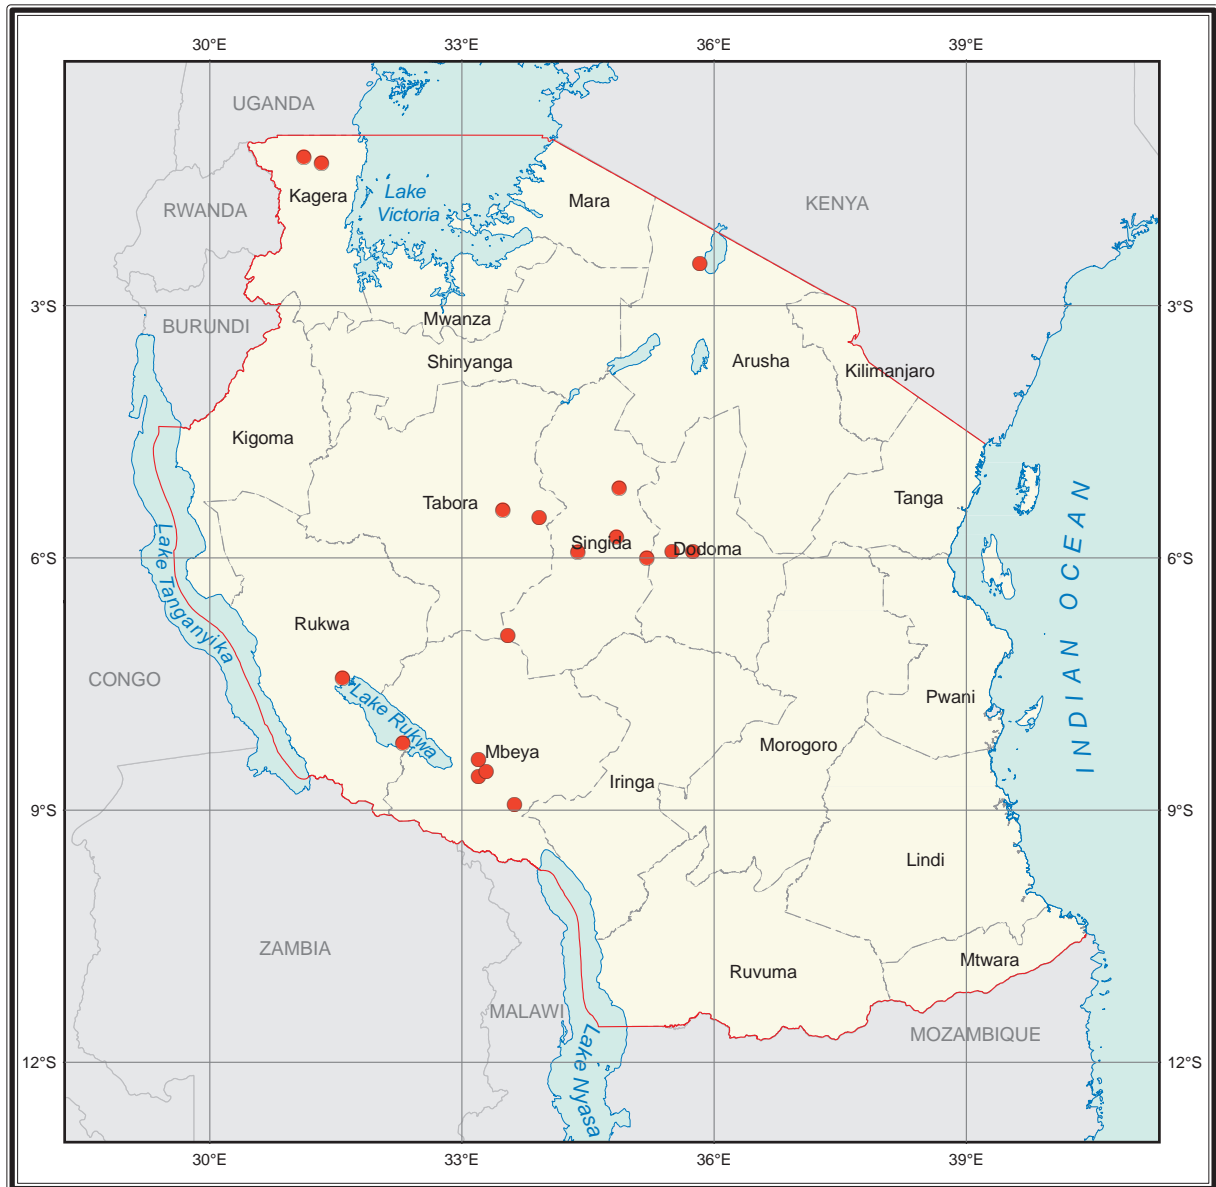 30°E 33°E 36°E 39°E
UGANDA
Kagera
Lake
Victoria
Mara
RWANDA
KENYA
3°S 3°S
BURUNDI
Mwanza
Shinyanga
Arusha
Kilimanjaro
Kigoma
Tabora
Tanga
Singida
Dodoma
6°S 6°S
Lake Tanganyika
INDIAN OCEAN
Rukwa
CONGO
Lake Rukwa
Pwani
Mbeya
Morogoro
Iringa
9°S 9°S
Lindi
ZAMBIA
Mtwara
Ruvuma
MALAWI
MOZAMBIQUE
Lake Nyasa
12°S 12°S
30°E 33°E 36°E 39°E